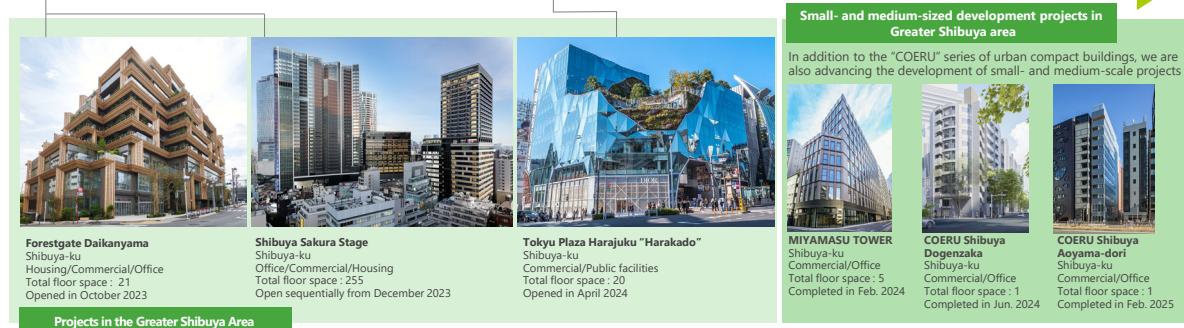 Small- and medium-sized development projects in
Greater Shibuya area
In addition to the “COERU” series of urban compact buildings, we are
also advancing the development of small- and medium-scale projects
DIOR
Forestgate Daikanyama
Shibuya-ku
Housing/Commercial/Office
Total floor space : 21
Opened in October 2023
Shibuya Sakura Stage
Shibuya-ku
Office/Commercial/Housing
Total floor space : 255
Open sequentially from December 2023
Tokyu Plaza Harajuku "Harakado"
Shibuya-ku
Commercial/Public facilities
Total floor space : 20
Opened in April 2024
MIYAMASU TOWER
Shibuya-ku
Commercial/Office
Total floor space : 5
Completed in Feb. 2024
COERU Shibuya
Dogenzaka
Shibuya-ku
Commercial/Office
Total floor space : 1
Completed in Jun. 2024
COERU Shibuya
Aoyama-dori
Shibuya-ku
Commercial/Office
Total floor space : 1
Completed in Feb. 2025
Projects in the Greater Shibuya Area